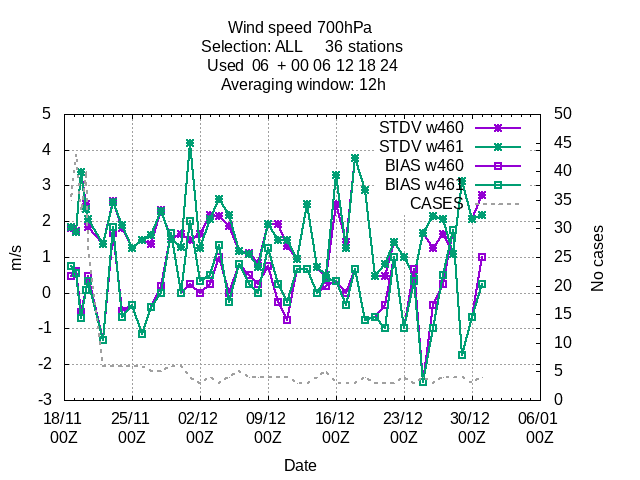 Wind speed 700hPa
Selection: ALL 36 stations
Used 06 + 00 06 12 18 24
Averaging window: 12h
5 50
45
4 40
3 35
2 30
25
1 20
0 15
-1 10
-2 5
-3 0
STDV w460
STDV w461
BIAS w460
BIAS w461
CASES
m/s
No cases
18/11 25/11 02/12 09/12 16/12 23/12 30/12 06/01
00Z 00Z 00Z 00Z 00Z 00Z 00Z 00Z
Date